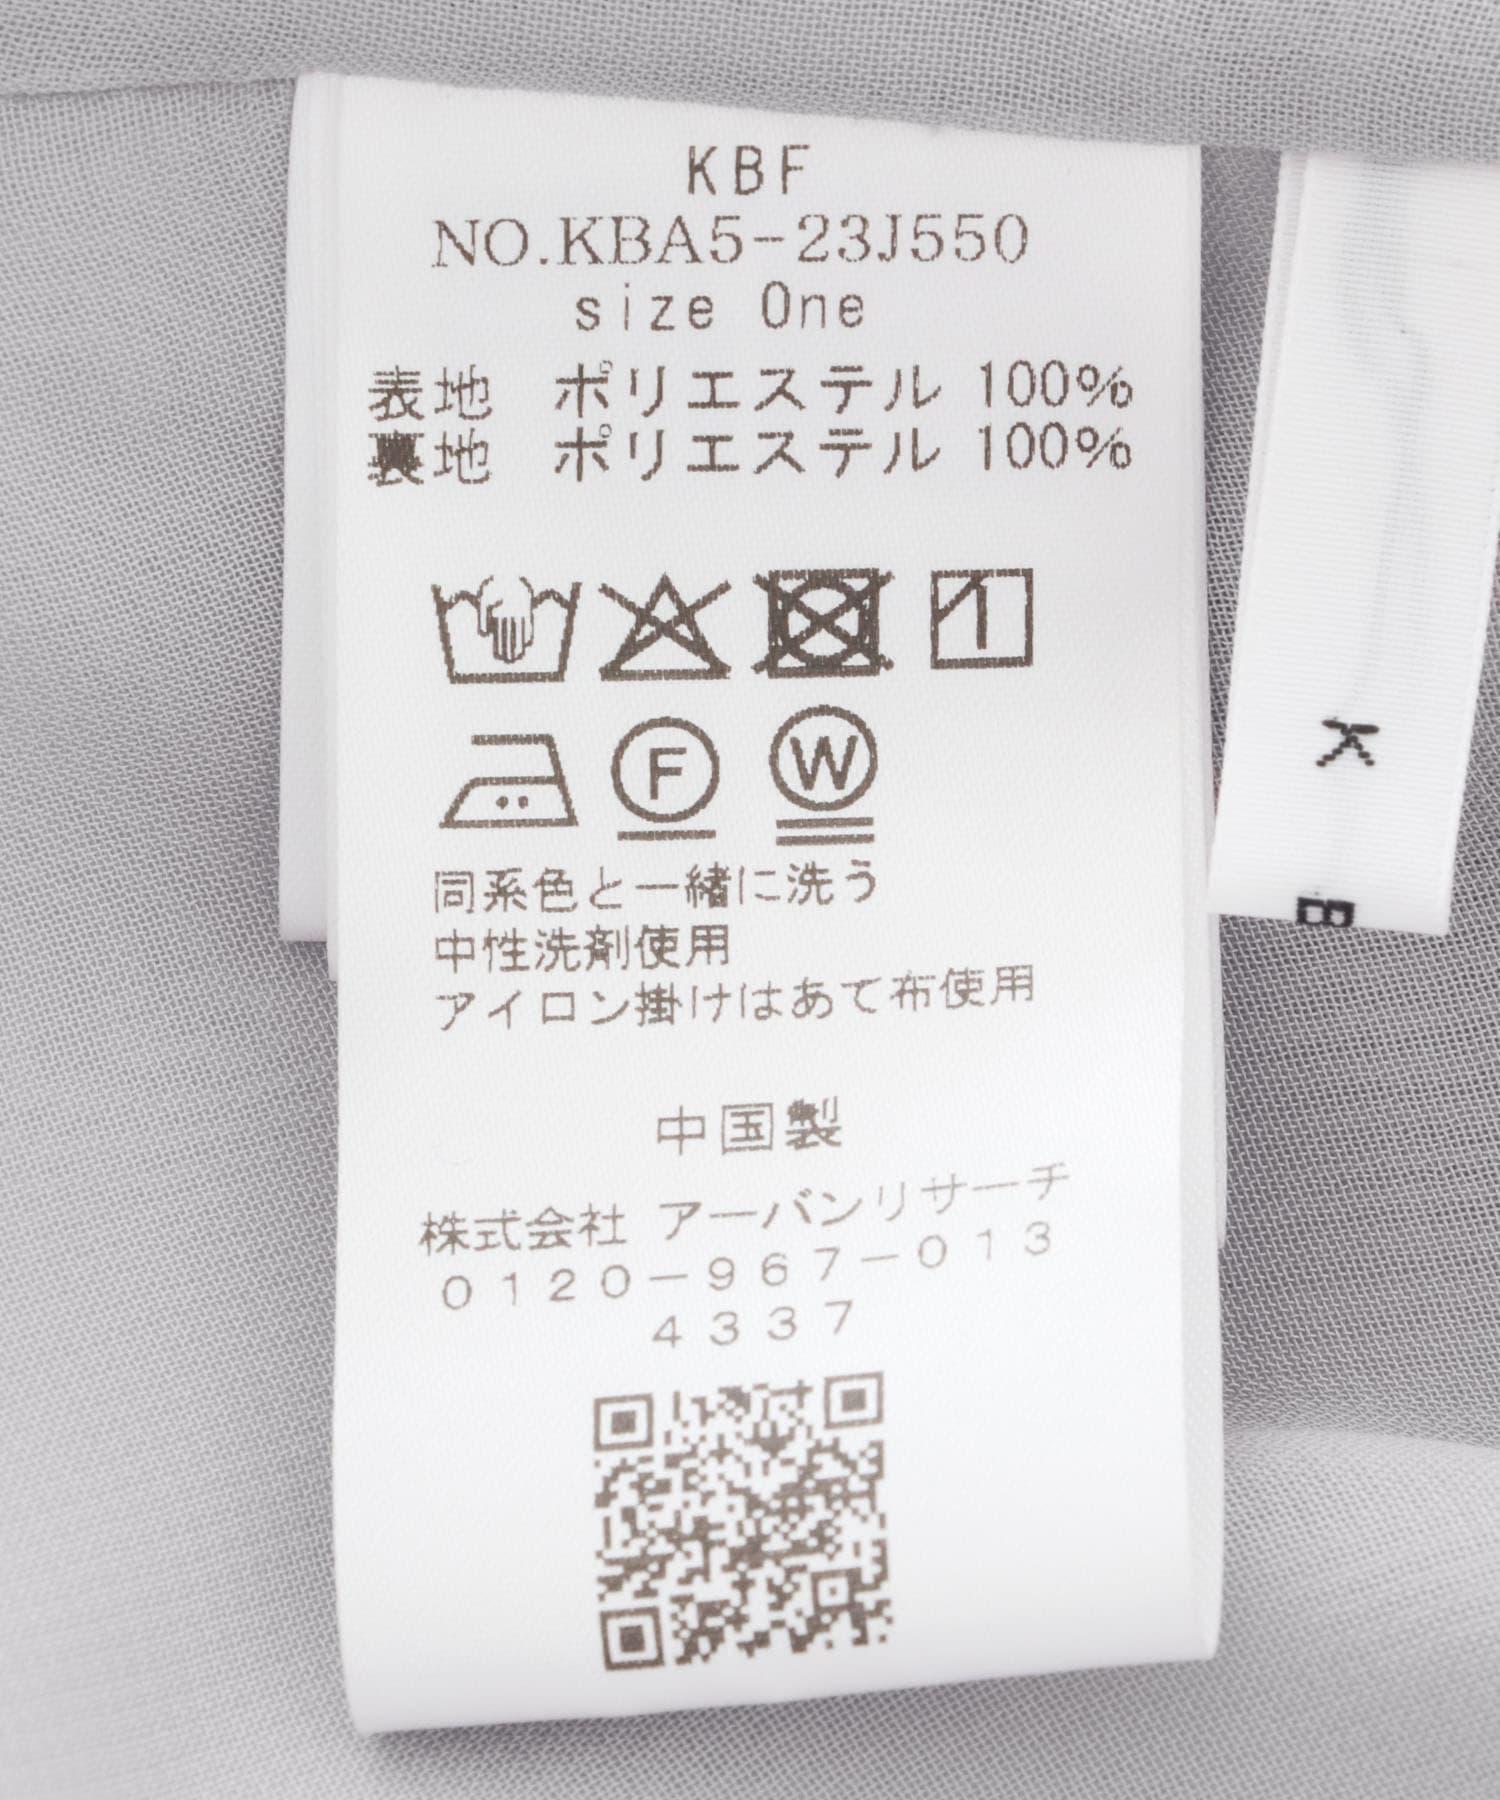 KBF
NO.KBA5-23J550
size One
表地 ポリエステル 100%
裏地 ポリエステル 100%
F
W
同系色と一緒に洗う
中性洗剤使用
アイロン掛けはあて布使用
中国製
株式会社 アーバンリサーチ
0120-967-013
4337
K
B